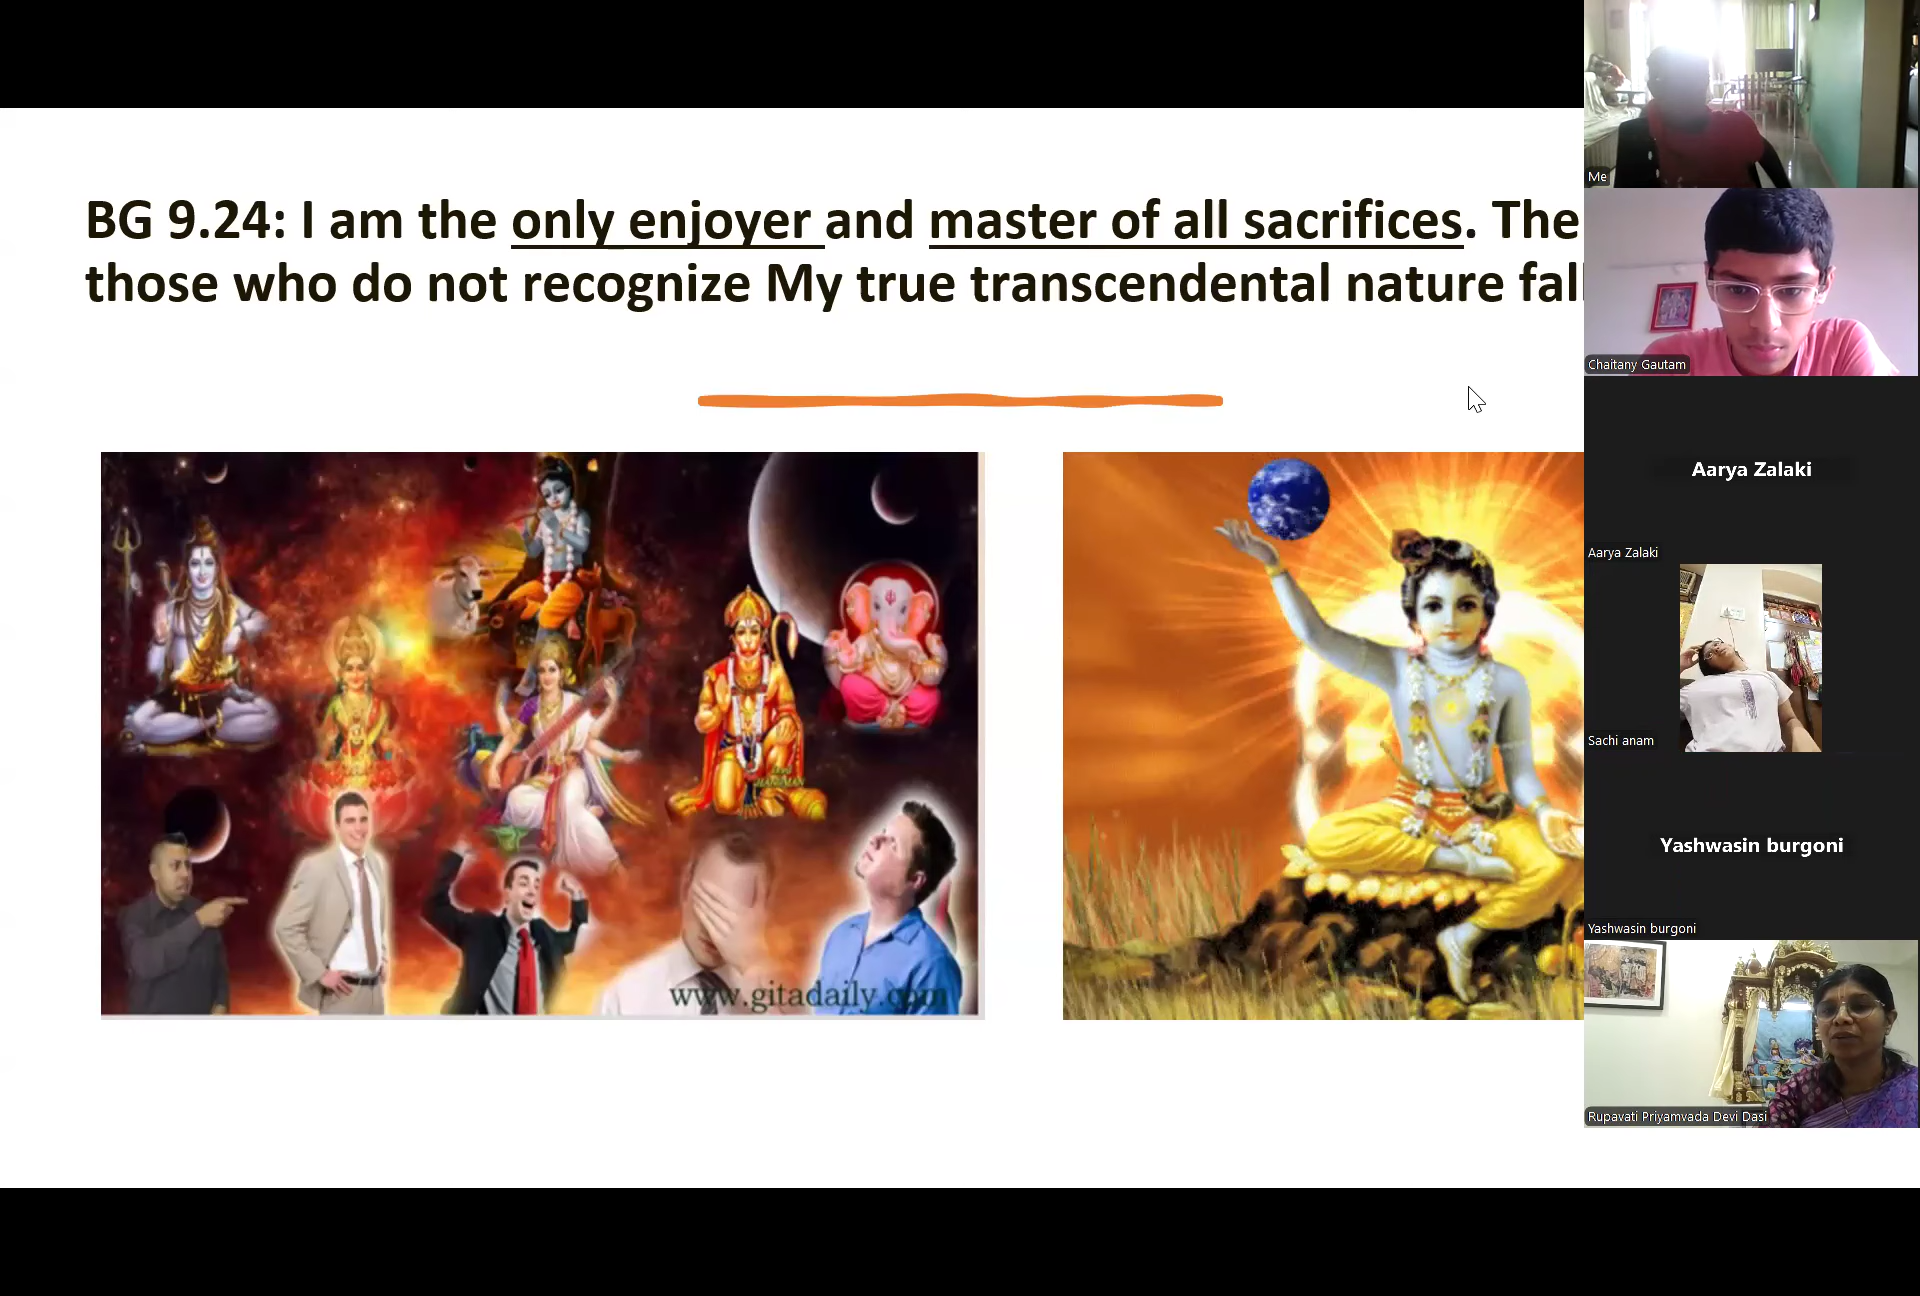 BG 9.24: I am the only enjoyer and master of all sacrifices. The
those who do not recognize My true transcendental nature fall
www.gitadaily.com
Me
Chaitany Gautam
Aarya Zalaki
Aarya Zalaki
Sachi anam
Yashwasin burgoni
Yashwasin burgoni
Rupavati Priyamvada Devi Dasi